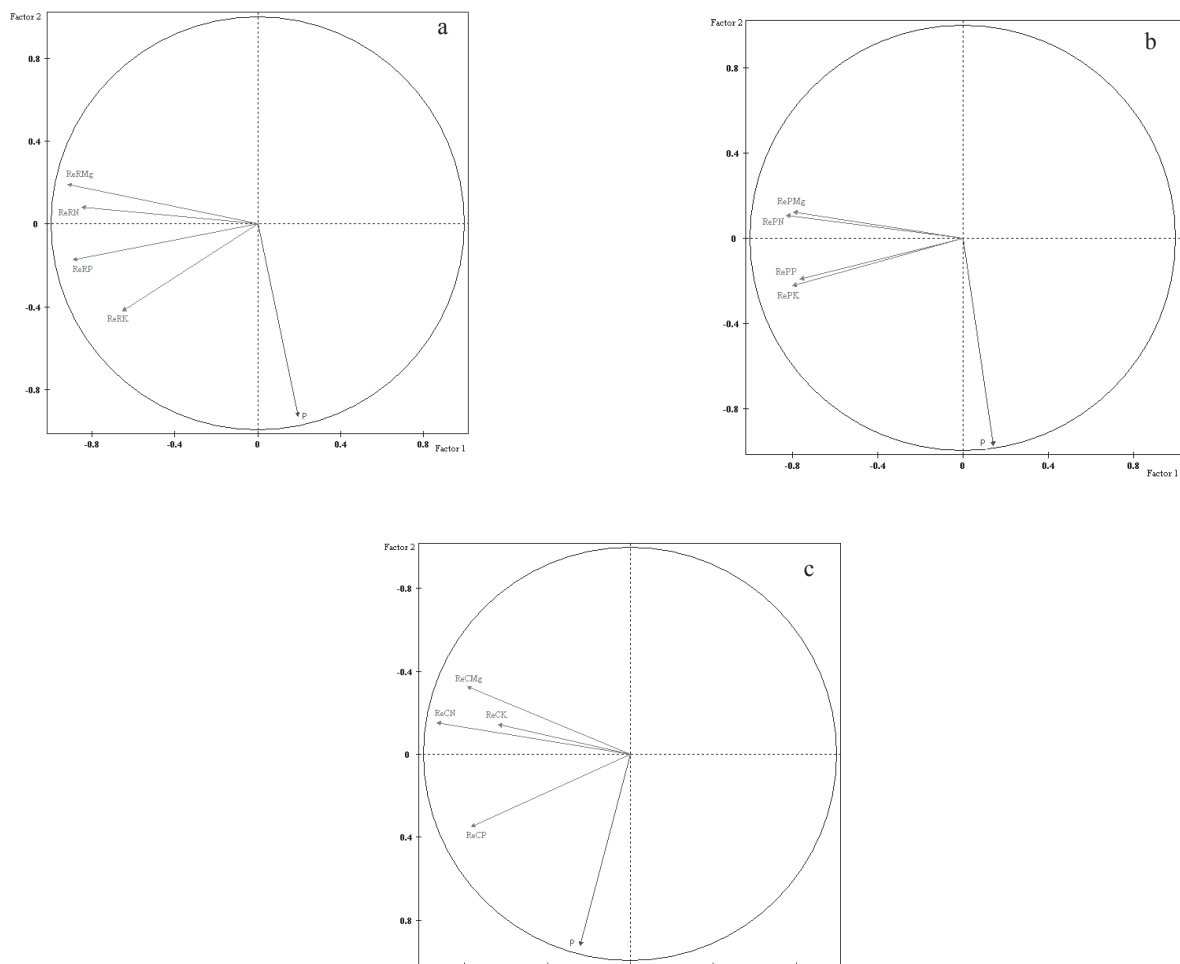 Factor 2
a
0.8
0.4
ReRMg
ReRN
0
ReRP
ReRK
-0.4
-0.8
P
-0.8 -0.4 0 0.4 0.8
Factor 1
Factor 2
b
0.8
0.4
RePMg
RePN
0
RePP
RePK
-0.4
-0.8
P
-0.8 -0.4 0 0.4 0.8
Factor 1
Factor 2
c
-0.8
-0.4
ReCMg
ReCN ReCK
0
0.4
ReCP
0.8
P